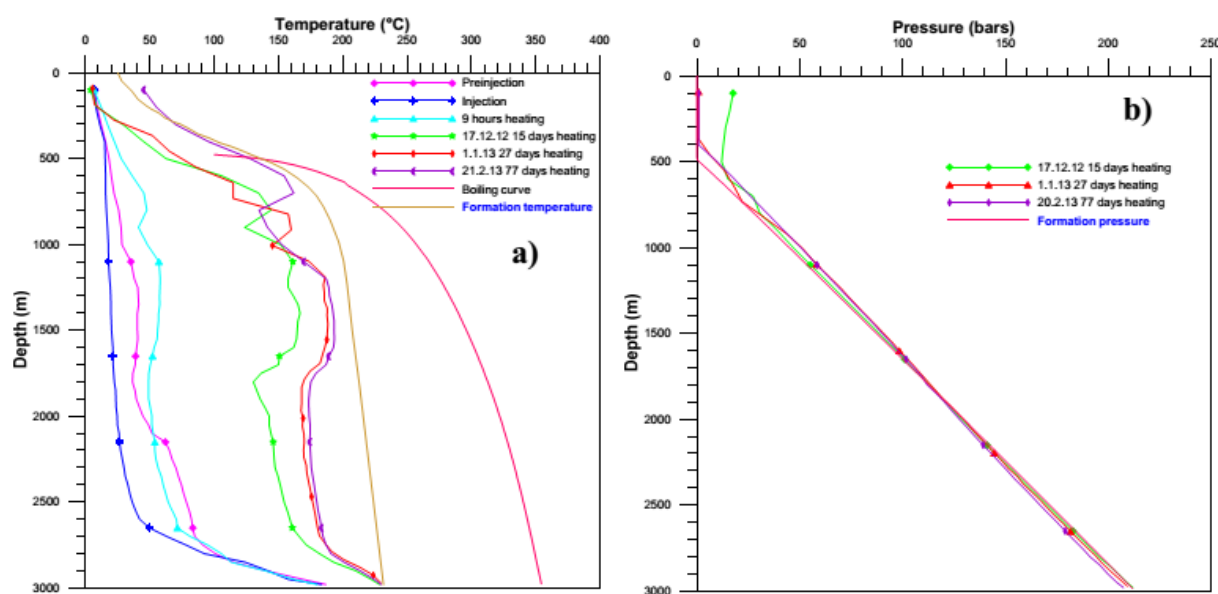 Temperature (°C)
0 50 100 150 200 250 300 350 400
0
500
1000
1500
2000
2500
3000
Depth (m)
Preinjection
Injection
9 hours heating
17.12.12 15 days heating
1.1.13 27 days heating
21.2.13 77 days heating
Boiling curve
Formation temperature
a)
Pressure (bars)
0 50 100 150 200 250
0
500
1000
1500
2000
2500
3000
Depth (m)
b)
17.12.12 15 days heating
1.1.13 27 days heating
20.2.13 77 days heating
Formation pressure